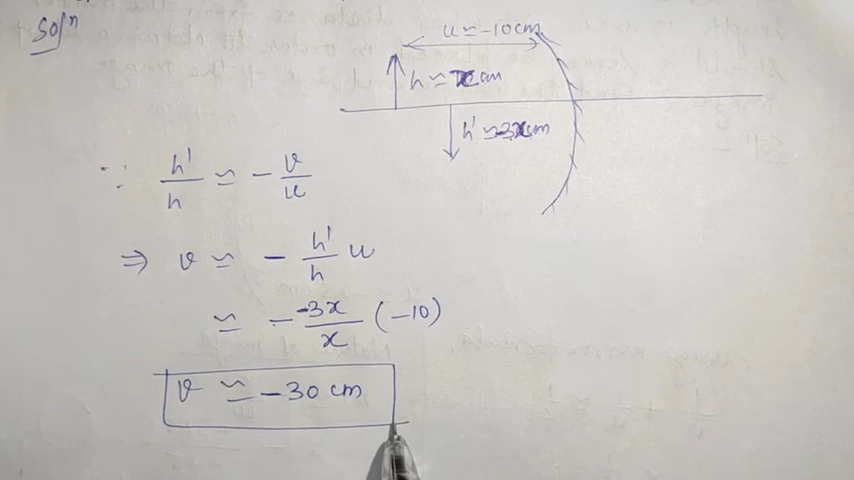 Solⁿ
u ≃ -10cm
h ≃ xcm
h' ≃ -3xcm
∵ h'/h ≃ - v/u
⇒ v ≃ - h'/h u
≃ - -3x/x (-10)
v ≃ -30 cm